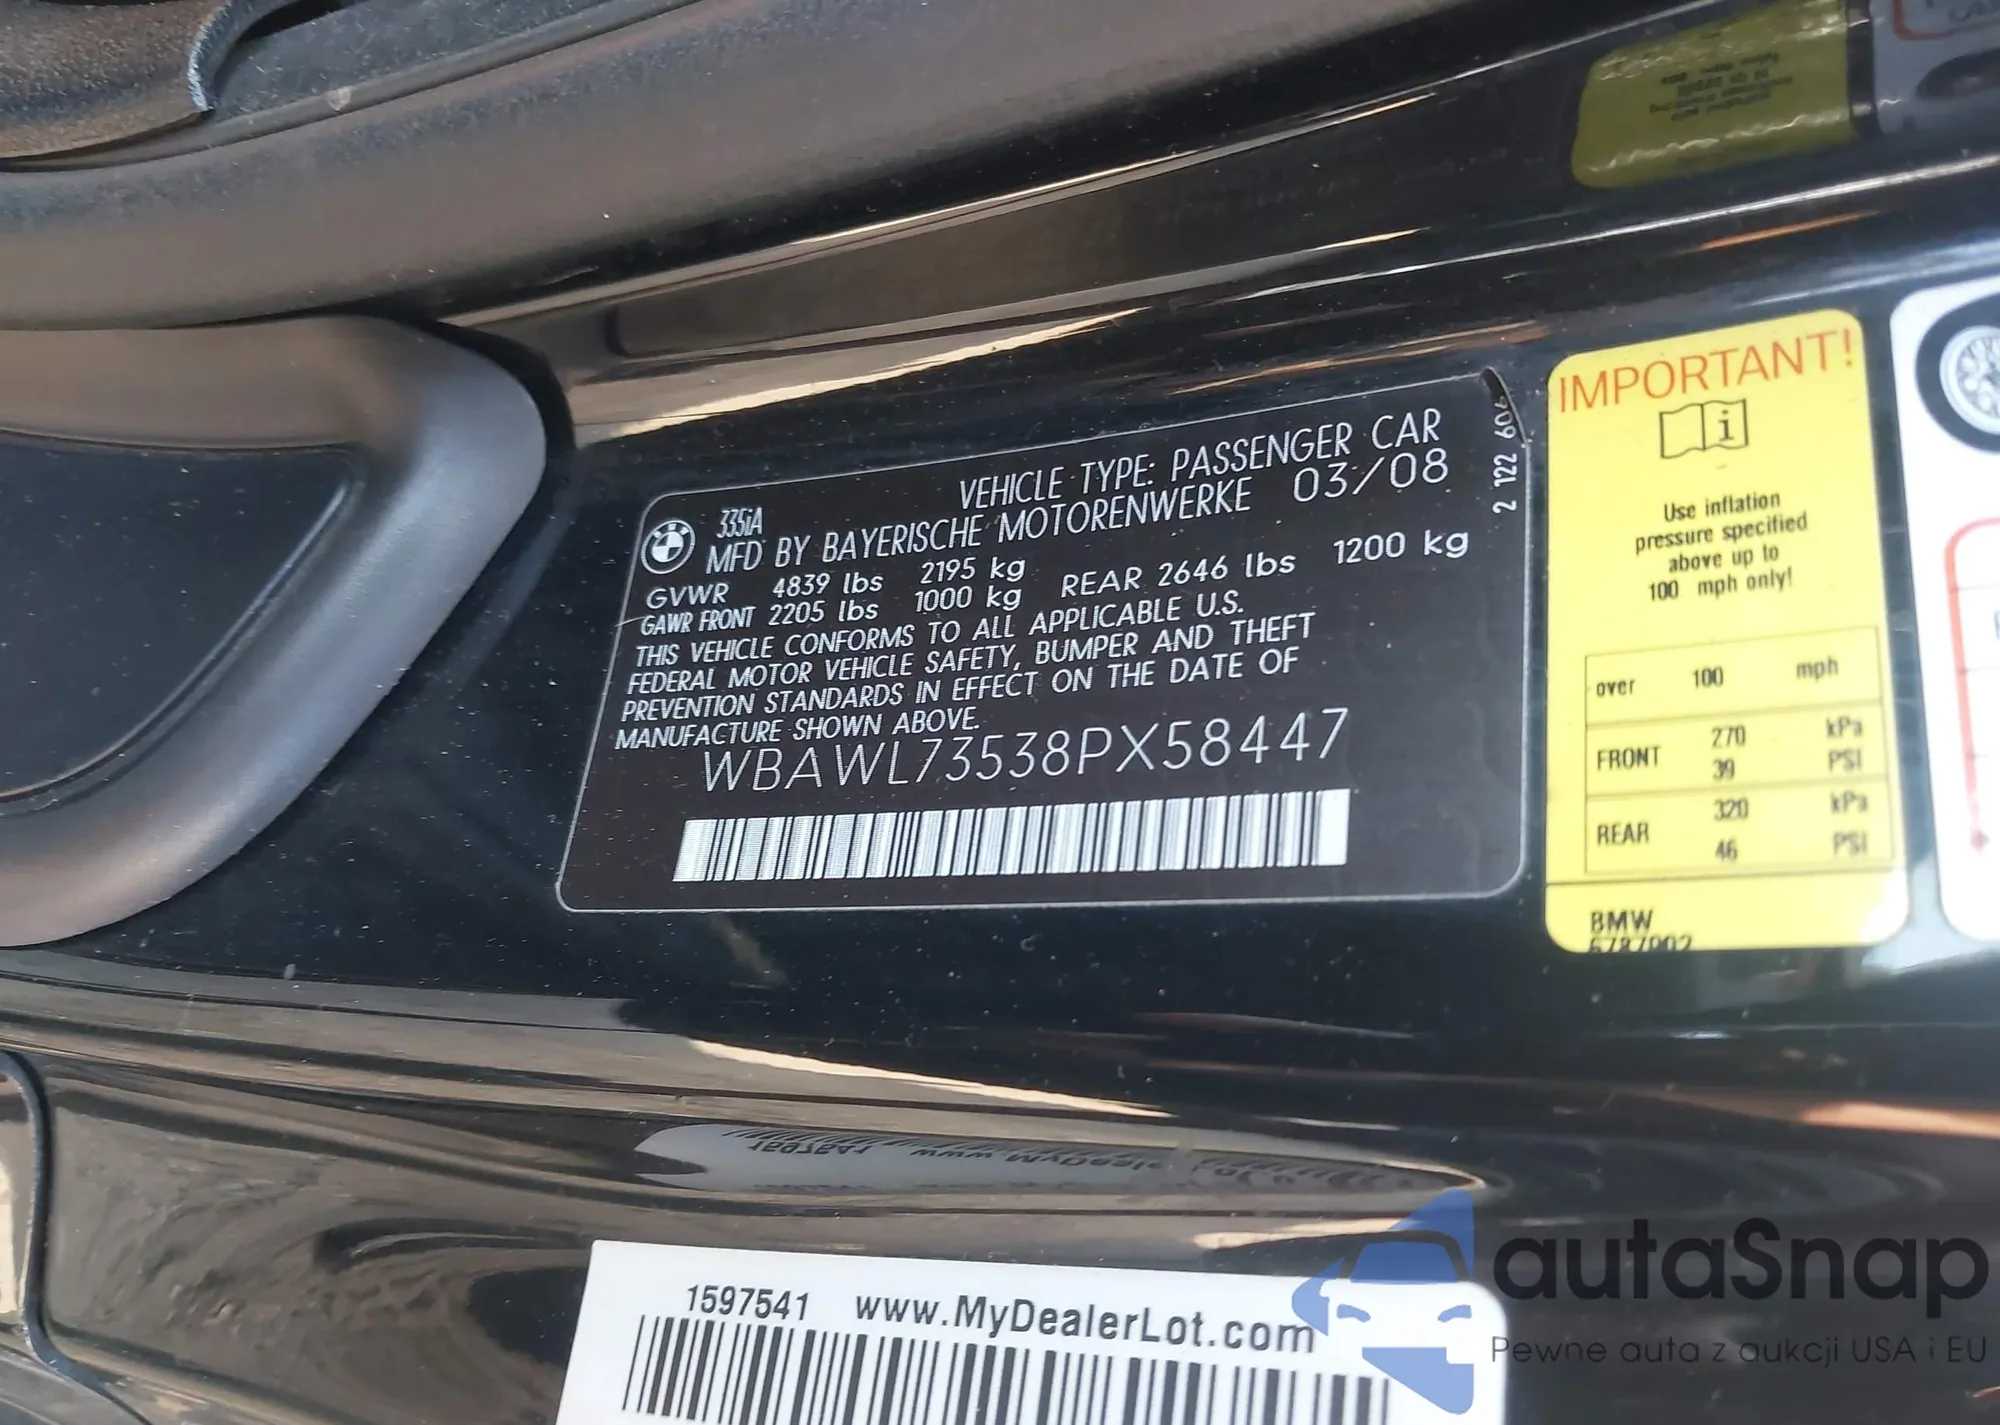 335iA
VEHICLE TYPE: PASSENGER CAR
MFD BY BAYERISCHE MOTORENWERKE 03/08
GVWR 4839 lbs 2195 kg
GAWR FRONT 2205 lbs 1000 kg REAR 2646 lbs 1200 kg
THIS VEHICLE CONFORMS TO ALL APPLICABLE U.S.
FEDERAL MOTOR VEHICLE SAFETY, BUMPER AND THEFT
PREVENTION STANDARDS IN EFFECT ON THE DATE OF
MANUFACTURE SHOWN ABOVE.
WBAWL73538PX58447
2 122 606
IMPORTANT!
i
Use inflation
pressure specified
above up to
100 mph only!
over 100 mph
FRONT 270 kPa
39 PSI
REAR 320 kPa
46 PSI
BMW
1597541 www.MyDealerLot.com
autoSnap
Pewne auta z aukcji USA i EU